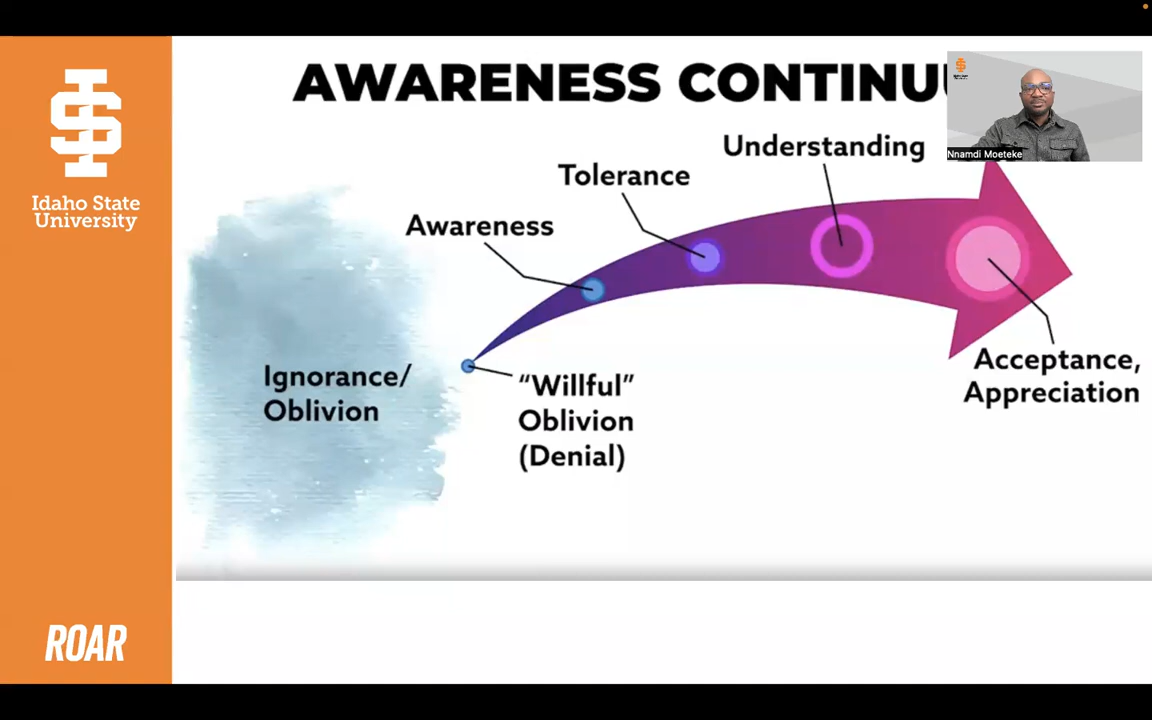 Idaho State
University
ROAR
AWARENESS CONTINU
Nnamdi Moeteke
Understanding
Tolerance
Awareness
Ignorance/
Oblivion
“Willful”
Oblivion
(Denial)
Acceptance,
Appreciation